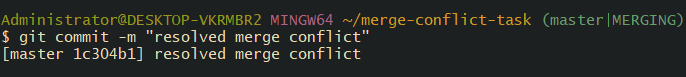 Administrator@DESKTOP-VKRMBR2 MINGW64 ~/merge-conflict-task (master|MERGING)
$ git commit -m "resolved merge conflict"
[master 1c304b1] resolved merge conflict